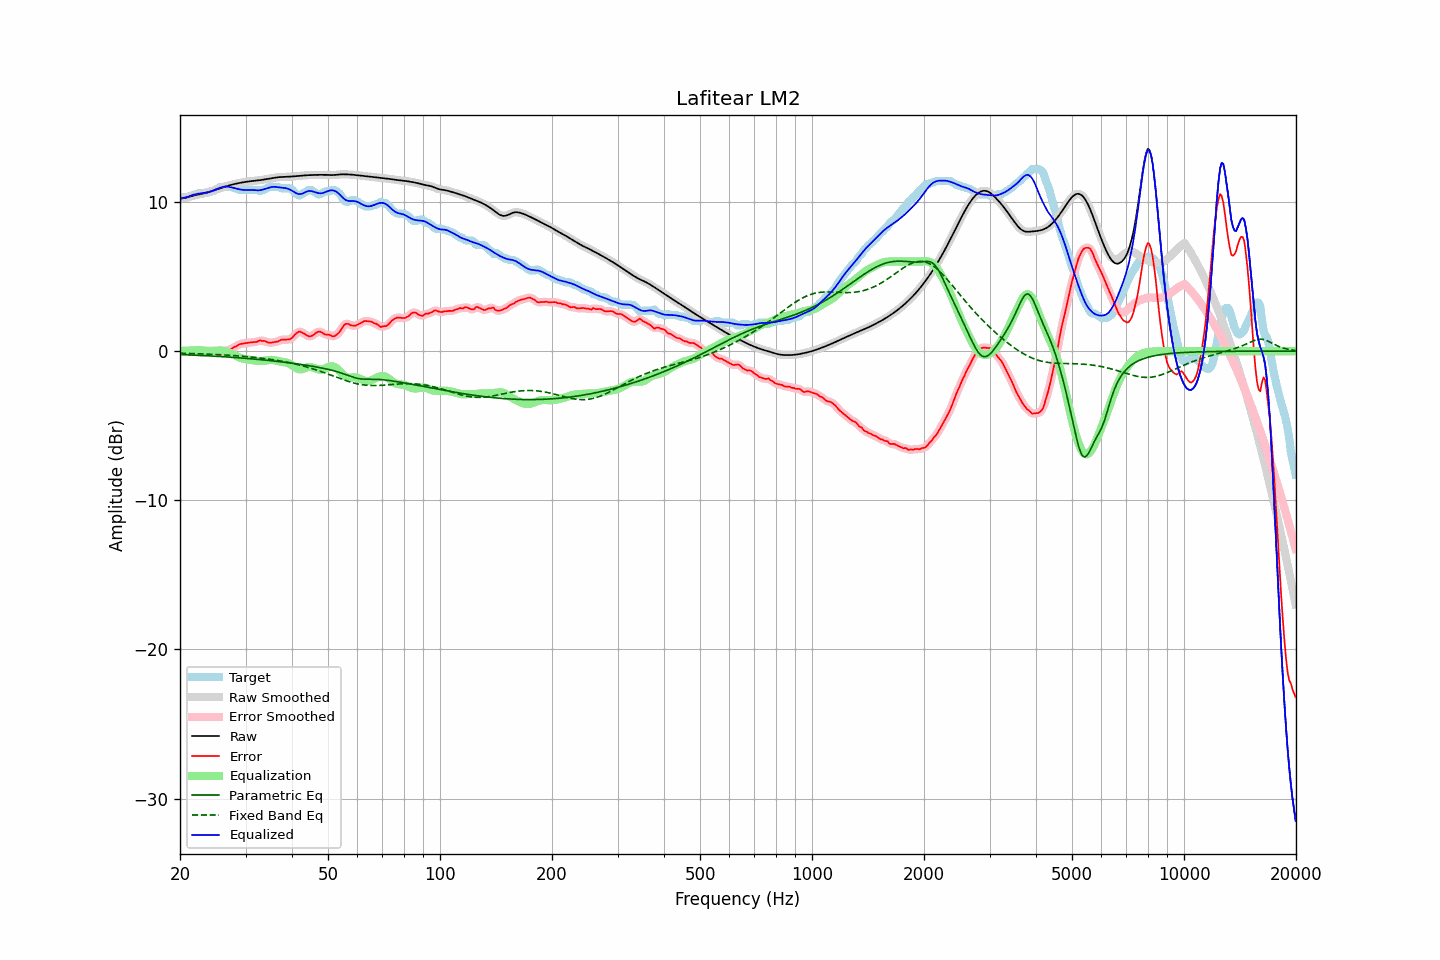 Lafitear LM2
Amplitude (dBr)
10
0
−10
−20
−30
Target
Raw Smoothed
Error Smoothed
Raw
Error
Equalization
Parametric Eq
Fixed Band Eq
Equalized
20 50 100 200 500 1000 2000 5000 10000 20000
Frequency (Hz)